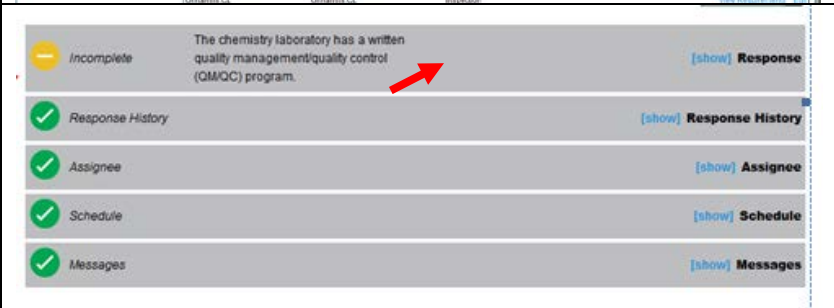 The chemistry laboratory has a written
quality management/quality control
(QM/QC) program.
Incomplete
[show] Response
Response History
[show] Response History
Assignee
[show] Assignee
Schedule
[show] Schedule
Messages
[show] Messages